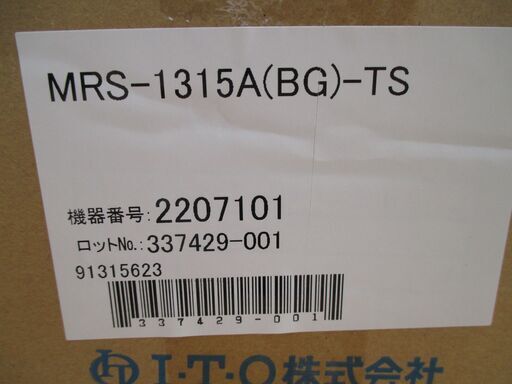 MRS-1315A(BG)-TS
機器番号: 2207101
ロットNo.: 337429-001
91315623
337429-001
I・T・O株式会社